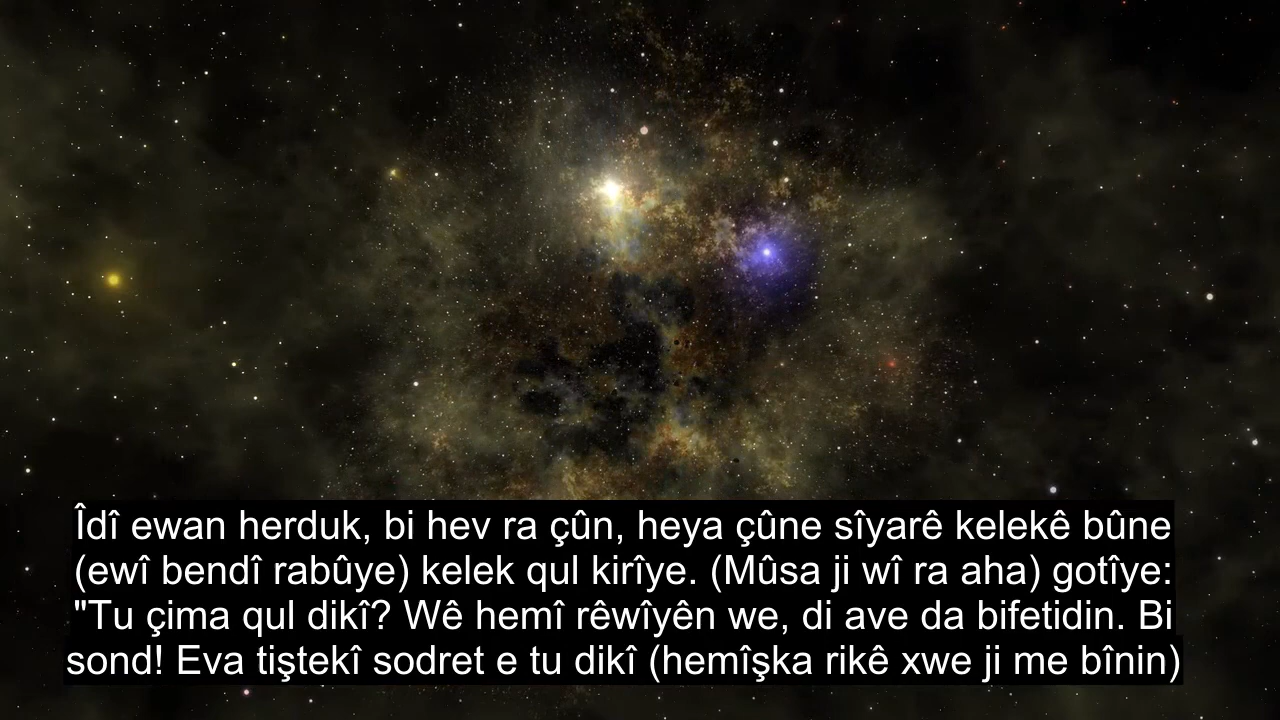 Îdî ewan herduk, bi hev ra çûn, heya çûne sîyarê kelekê bûne
(ewî bendî rabûye) kelek qul kirîye. (Mûsa ji wî ra aha) gotîye:
"Tu çima qul dikî? Wê hemî rêwîyên we, di ave da bifetidin. Bi
sond! Eva tiştekî sodret e tu dikî (hemîşka rikê xwe ji me bînin)